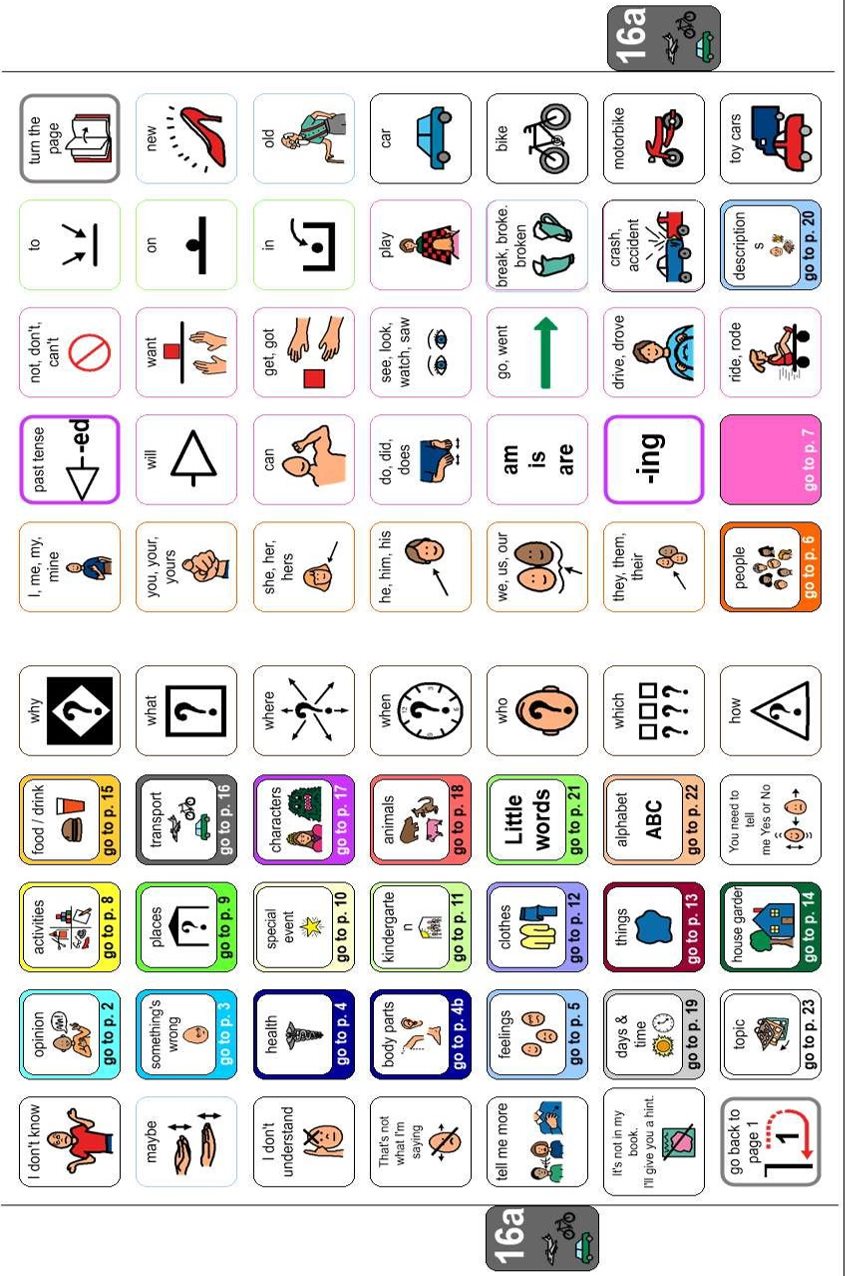 I don't know
opinion
go to p. 2
activities
go to p. 8
food / drink
go to p. 15
why
?
I, me, my,
mine
past tense
-ed
not, don't,
can't
to
turn the
page
maybe
something's
wrong
go to p. 3
places
?
go to p. 9
transport
go to p. 16
what
?
you, your,
yours
will
want
on
new
I don't
understand
health
go to p. 4
special
event
go to p. 10
characters
go to p. 17
where
?
she, her,
hers
can
get, got
in
old
That's not
what I'm
saying
body parts
go to p. 4b
kindergarte
n
go to p. 11
animals
go to p. 18
when
?
he, him, his
do, did,
does
see, look,
watch, saw
play
car
16a
tell me more
feelings
go to p. 5
clothes
go to p. 12
Little
words
go to p. 21
who
?
we, us, our
am
is
are
go, went
break, broke.
broken
bike
It's not in my
book.
I'll give you a hint.
days &
time
go to p. 19
things
go to p. 13
alphabet
ABC
go to p. 22
which
? ? ?
they, them,
their
-ing
drive, drove
crash,
accident
motorbike
16a
go back to
page 1
1
topic
go to p. 23
house garden
go to p. 14
You need to
tell
me Yes or No
how
?
people
go to p. 6
go to p. 7
ride, rode
description
s
go to p. 20
toy cars